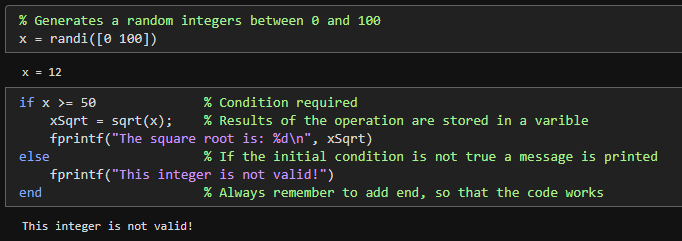 % Generates a random integers between 0 and 100
x = randi([0 100])
x = 12
if x >= 50 % Condition required
xSqrt = sqrt(x); % Results of the operation are stored in a varible
fprintf("The square root is: %d\n", xSqrt)
else % If the initial condition is not true a message is printed
fprintf("This integer is not valid!")
end % Always remember to add end, so that the code works
This integer is not valid!